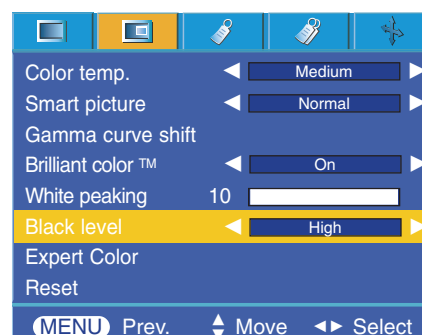 Color temp. Medium
Smart picture Normal
Gamma curve shift
Brilliant color TM On
White peaking 10
Black level High
Expert Color
Reset
MENU Prev. Move Select